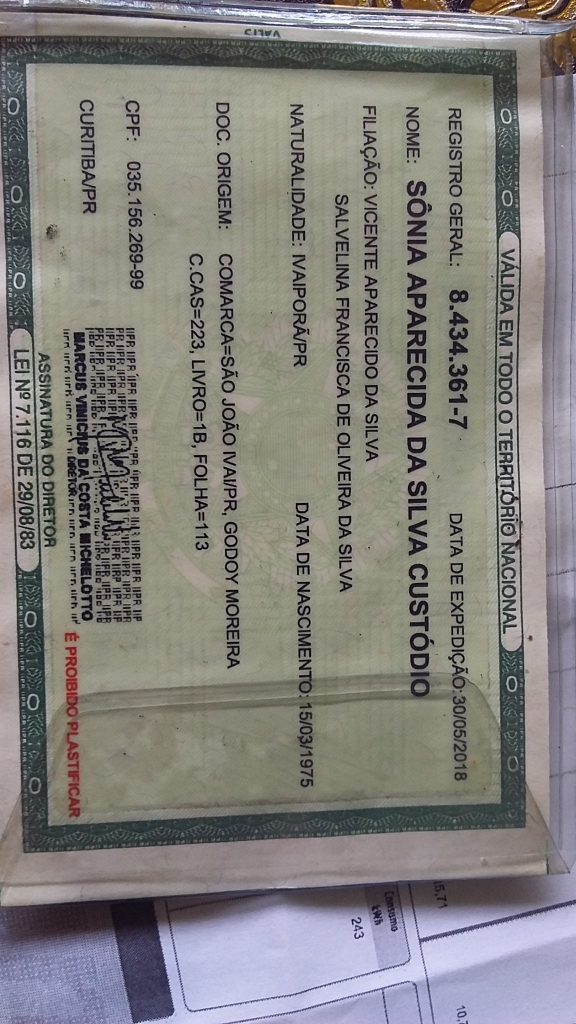 VÁLIDA EM TODO O TERRITÓRIO NACIONAL
REGISTRO GERAL: 8.434.361-7 DATA DE EXPEDIÇÃO: 30/05/2018
NOME: SÔNIA APARECIDA DA SILVA CUSTÓDIO
FILIAÇÃO: VICENTE APARECIDO DA SILVA
SALVELINA FRANCISCA DE OLIVEIRA DA SILVA
NATURALIDADE: IVAIPORÃ/PR DATA DE NASCIMENTO: 15/03/1975
DOC. ORIGEM: COMARCA=SÃO JOÃO IVAI/PR, GODOY MOREIRA
C.CAS=223, LIVRO=1B, FOLHA=113
CPF: 035.156.269-99
CURITIBA/PR
MARCUS VINICIUS DA COSTA MICHELOTTO
DIRETOR
É PROIBIDO PLASTIFICAR
ASSINATURA DO DIRETOR
LEI Nº 7.116 DE 29/08/83
Consumo
kWh
243